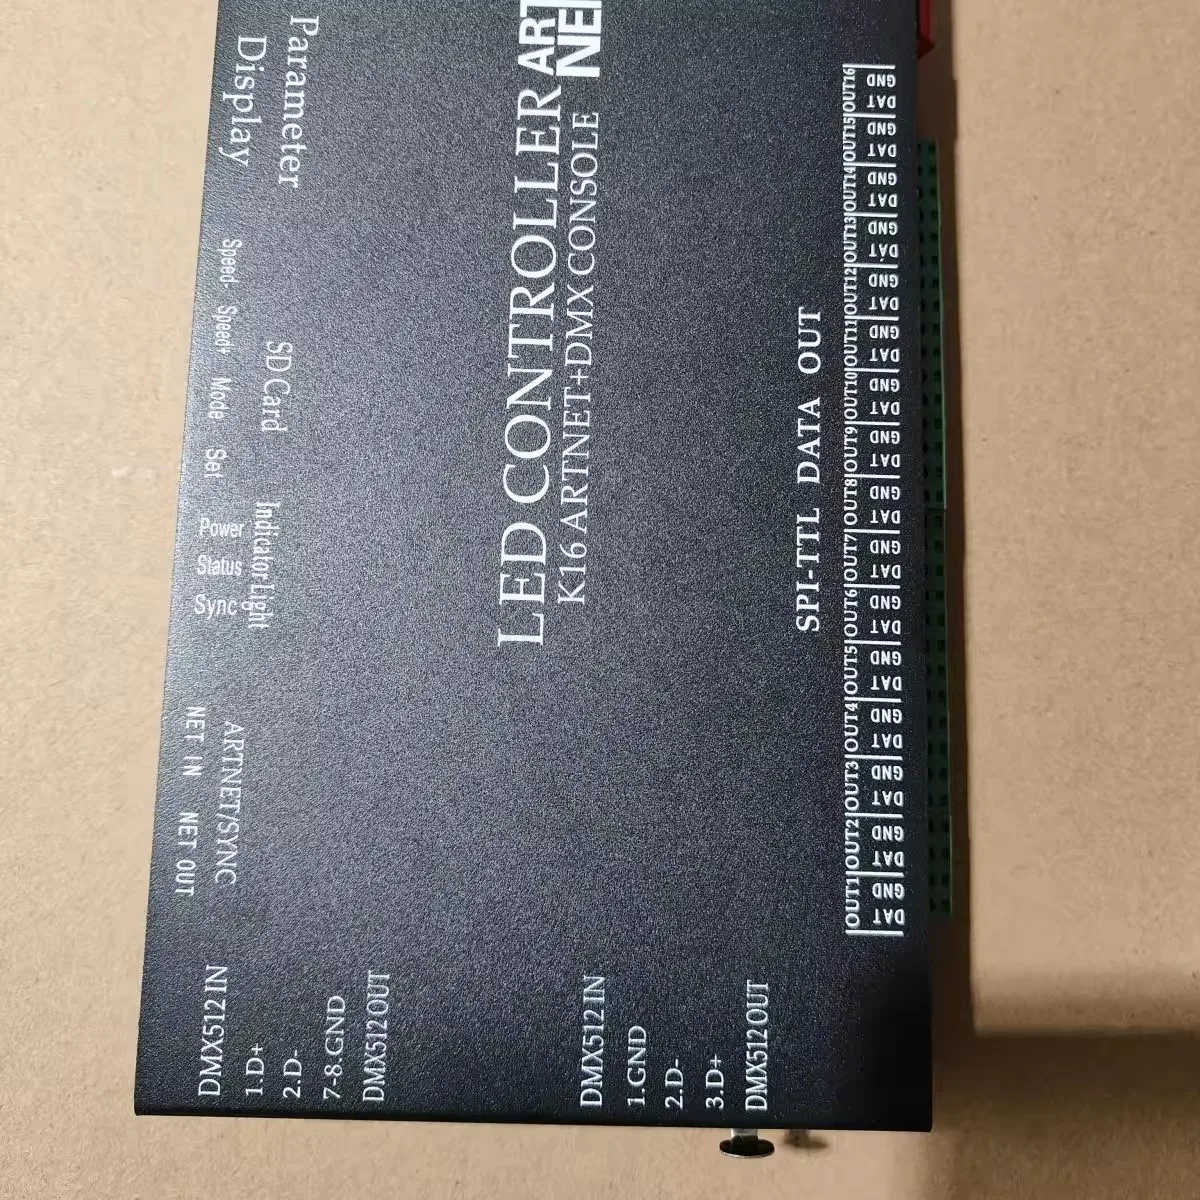 Parameter
Display
Speed-
Speed+
Mode
Set
SD Card
Power
Status
Sync
Indicator Light
ARTNET/SYNC
NET IN
NET OUT
LED CONTROLLER
ART
NET
K16 ARTNET+DMX CONSOLE
SPI-TTL DATA OUT
OUT1 OUT2 OUT3 OUT4 OUT5 OUT6 OUT7 OUT8 OUT9 OUT10 OUT11 OUT12 OUT13 OUT14 OUT15 OUT16
DAT GND DAT GND DAT GND DAT GND DAT GND DAT GND DAT GND DAT GND DAT GND DAT GND DAT GND DAT GND DAT GND DAT GND DAT GND DAT GND
DMX512 IN
1.D+
2.D-
7-8.GND
DMX512 OUT
DMX512 IN
1.GND
2.D-
3.D+
DMX512 OUT